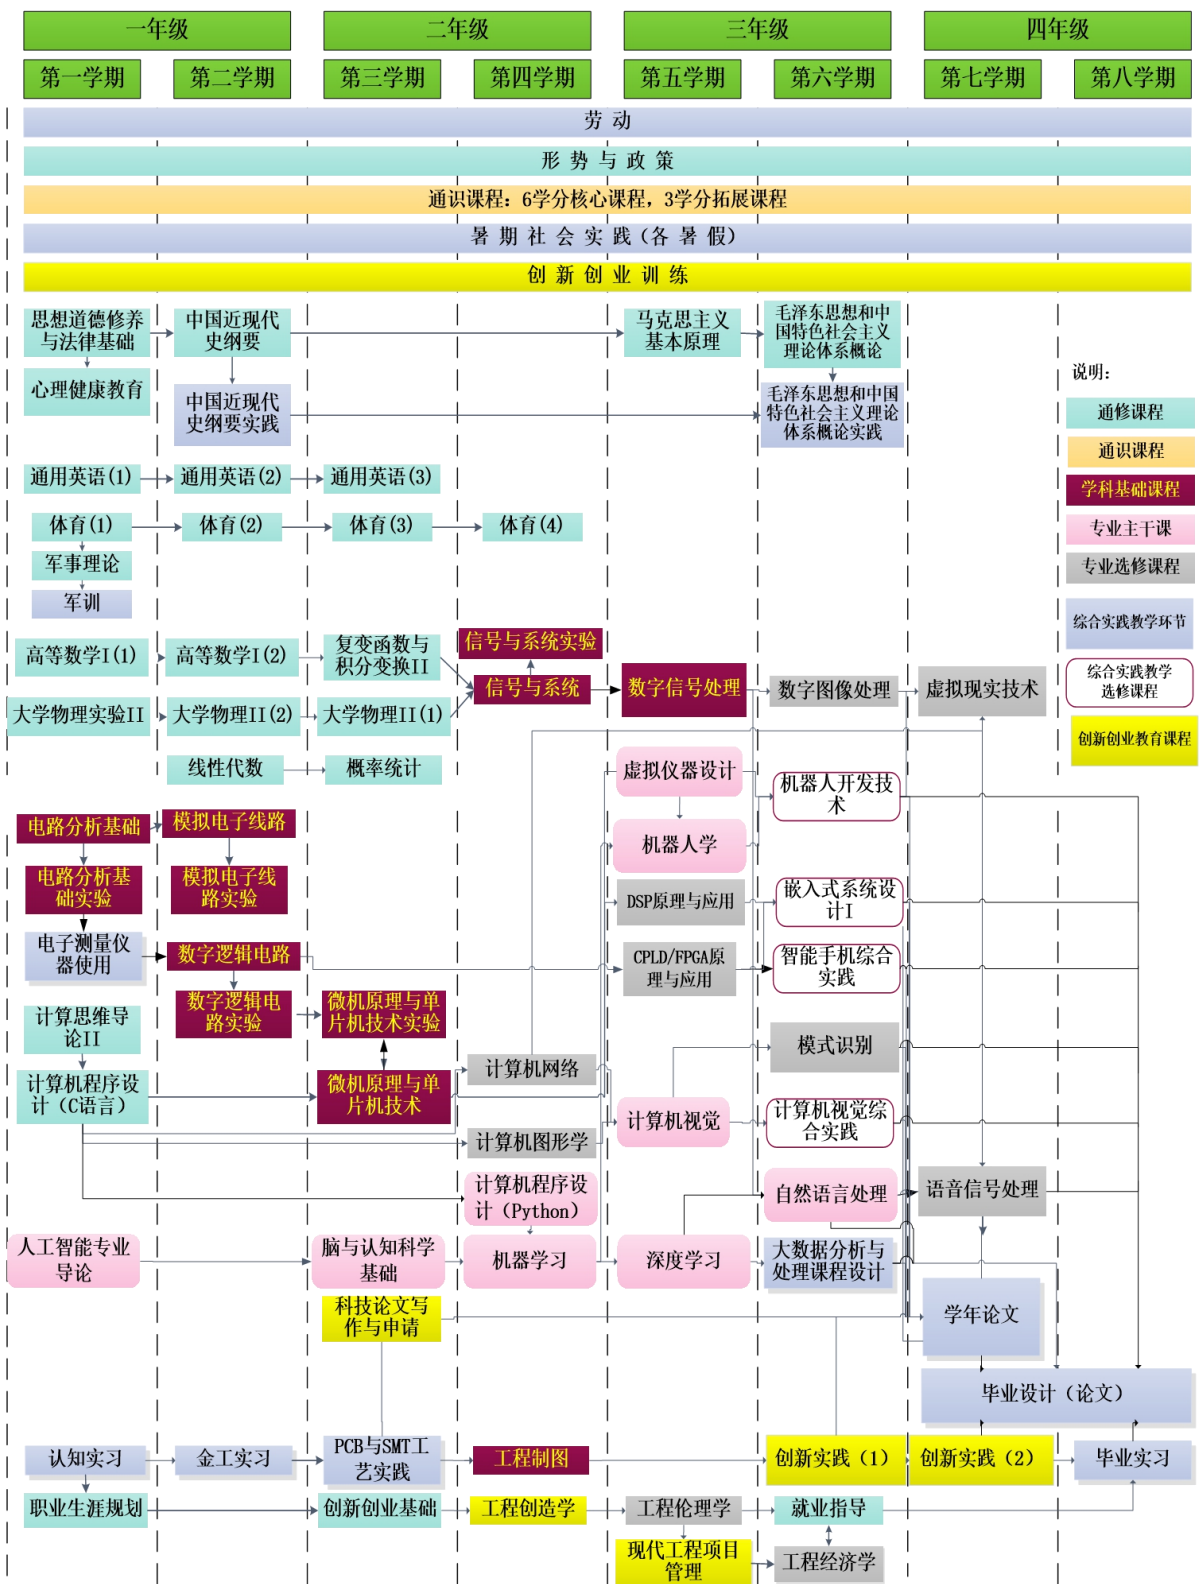 一年级
二年级
三年级
四年级
第一学期
第二学期
第三学期
第四学期
第五学期
第六学期
第七学期
第八学期
劳 动
形 势 与 政 策
通识课程：6学分核心课程，3学分拓展课程
暑 期 社 会 实 践（各 暑 假）
创 新 创 业 训 练
思想道德修养
与法律基础
中国近现代
史纲要
马克思主义
基本原理
毛泽东思想和中
国特色社会主义
理论体系概论
心理健康教育
中国近现代
史纲要实践
毛泽东思想和中国
特色社会主义理论
体系概论实践
说明：
通修课程
通识课程
学科基础课程
专业主干课
专业选修课程
综合实践教学环节
综合实践教学
选修课程
创新创业教育课程
通用英语(1)
通用英语(2)
通用英语(3)
体育(1)
体育(2)
体育(3)
体育(4)
军事理论
军训
高等数学I(1)
高等数学I(2)
复变函数与
积分变换II
信号与系统实验
信号与系统
数字信号处理
数字图像处理
虚拟现实技术
大学物理实验II
大学物理II(2)
大学物理II(1)
线性代数
概率统计
虚拟仪器设计
机器人开发技
术
机器人学
电路分析基础
模拟电子线路
电路分析基
础实验
模拟电子线
路实验
DSP原理与应用
嵌入式系统设
计I
电子测量仪
器使用
数字逻辑电路
CPLD/FPGA原
理与应用
智能手机综合
实践
数字逻辑电
路实验
微机原理与单
片机技术实验
计算思维导
论II
模式识别
计算机程序设
计（C语言）
微机原理与单
片机技术
计算机网络
计算机视觉
计算机视觉综
合实践
计算机图形学
计算机程序设
计（Python）
自然语言处理
语音信号处理
人工智能专业
导论
脑与认知科学
基础
机器学习
深度学习
大数据分析与
处理课程设计
科技论文写
作与申请
学年论文
毕业设计（论文）
认知实习
金工实习
PCB与SMT工
艺实践
工程制图
创新实践（1）
创新实践（2）
毕业实习
职业生涯规划
创新创业基础
工程创造学
工程伦理学
就业指导
现代工程项目
管理
工程经济学